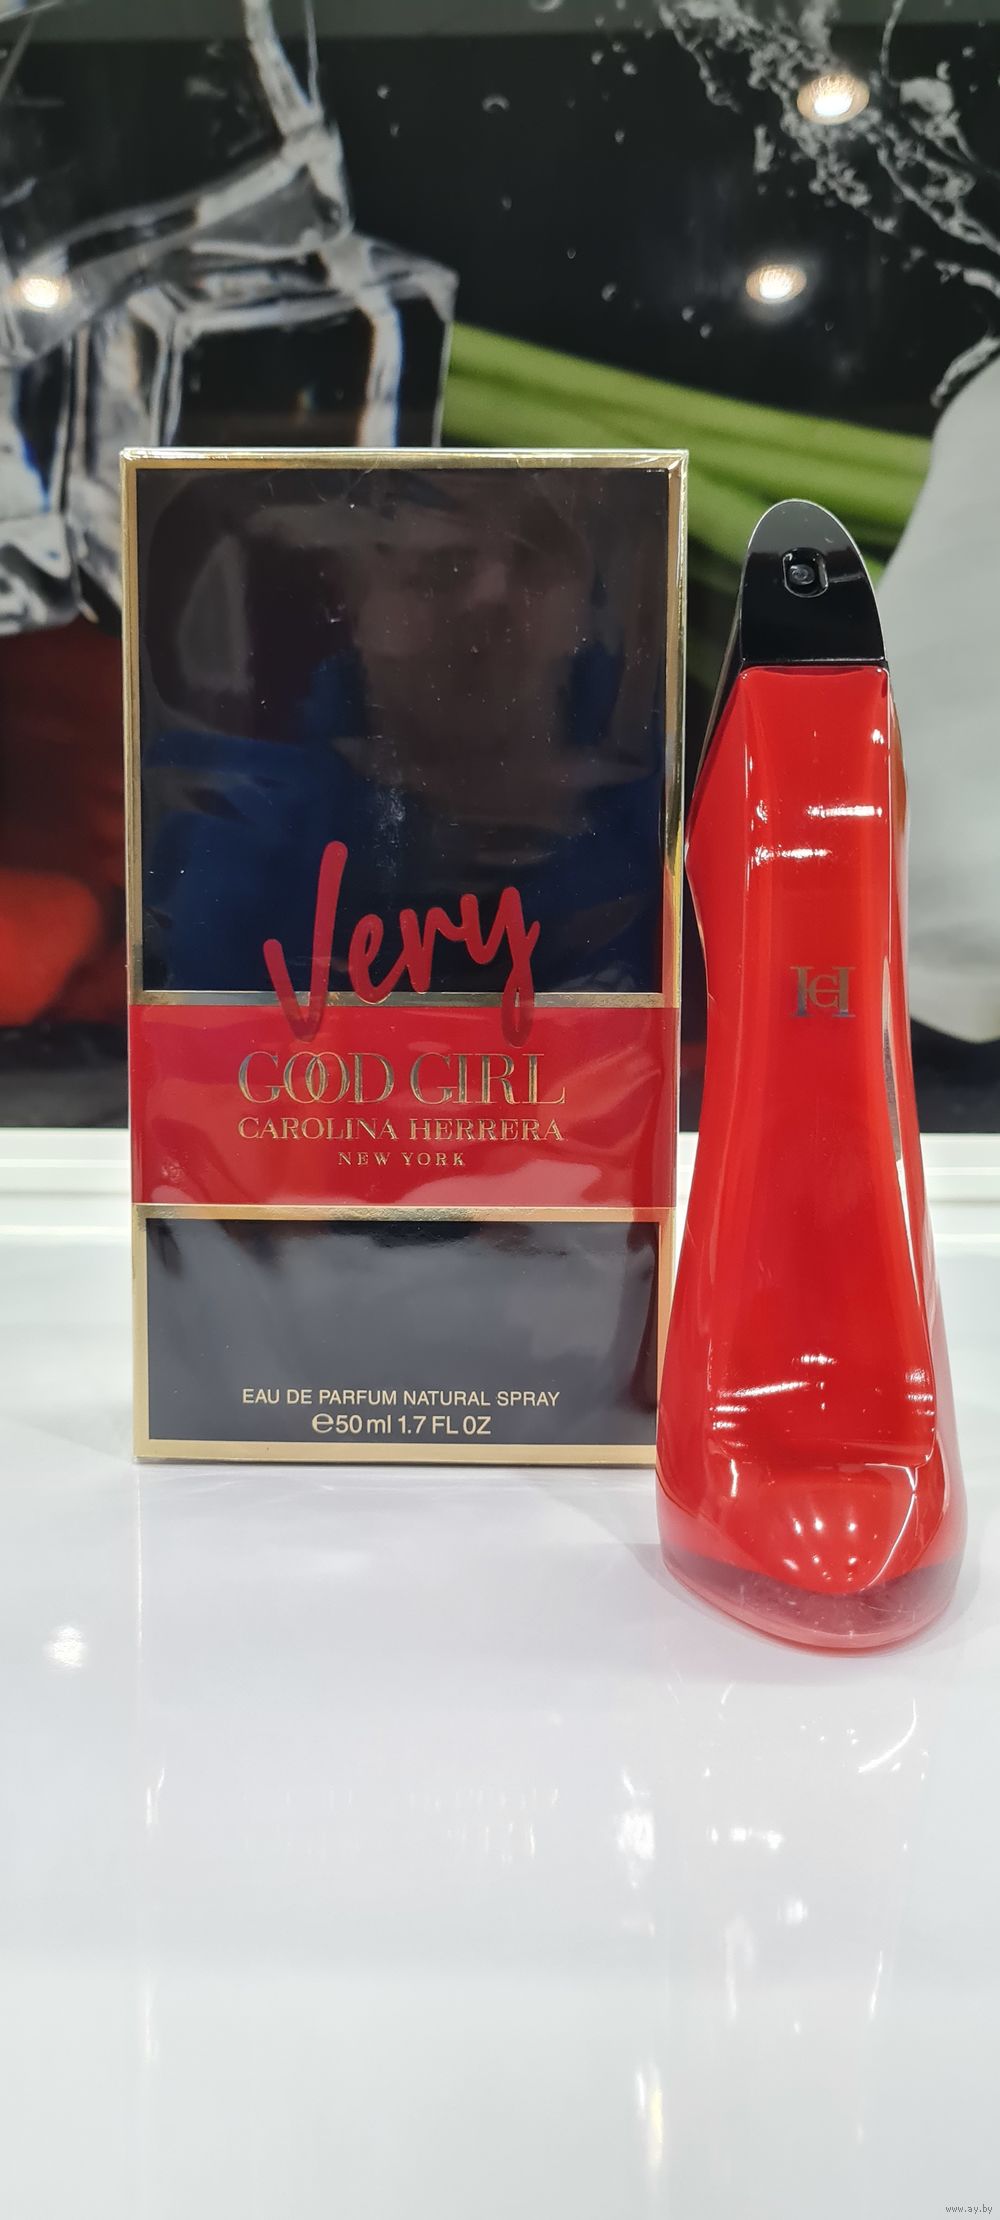 Very
GOOD GIRL
CAROLINA HERRERA
NEW YORK
EAU DE PARFUM NATURAL SPRAY
℮50 ml 1.7 FL OZ
CH
www.ay.by